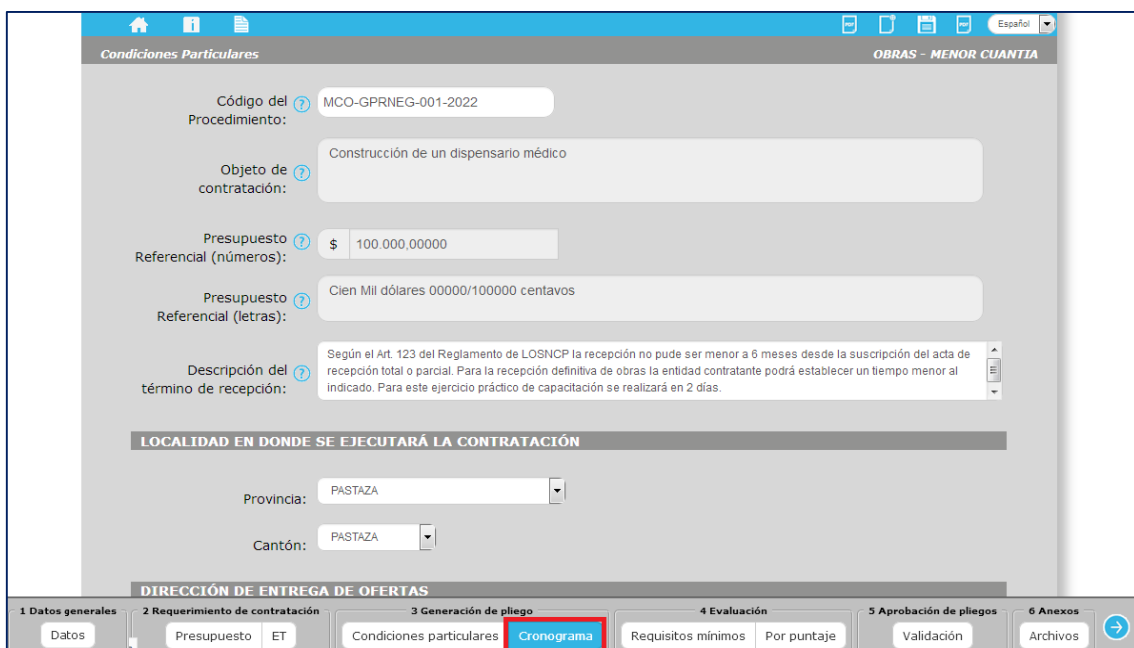 Español
Condiciones Particulares
OBRAS - MENOR CUANTIA
Código del
Procedimiento:
MCO-GPRNEG-001-2022
Objeto de
contratación:
Construcción de un dispensario médico
Presupuesto
Referencial (números):
$ 100.000,00000
Presupuesto
Referencial (letras):
Cien Mil dólares 00000/100000 centavos
Descripción del
término de recepción:
Según el Art. 123 del Reglamento de LOSNCP la recepción no pude ser menor a 6 meses desde la suscripción del acta de
recepción total o parcial. Para la recepción definitiva de obras la entidad contratante podrá establecer un tiempo menor al
indicado. Para este ejercicio práctico de capacitación se realizará en 2 días.
LOCALIDAD EN DONDE SE EJECUTARÁ LA CONTRATACIÓN
Provincia:
PASTAZA
Cantón:
PASTAZA
DIRECCIÓN DE ENTREGA DE OFERTAS
1 Datos generales
2 Requerimiento de contratación
3 Generación de pliego
4 Evaluación
5 Aprobación de pliegos
6 Anexos
Datos
Presupuesto
ET
Condiciones particulares
Cronograma
Requisitos mínimos
Por puntaje
Validación
Archivos